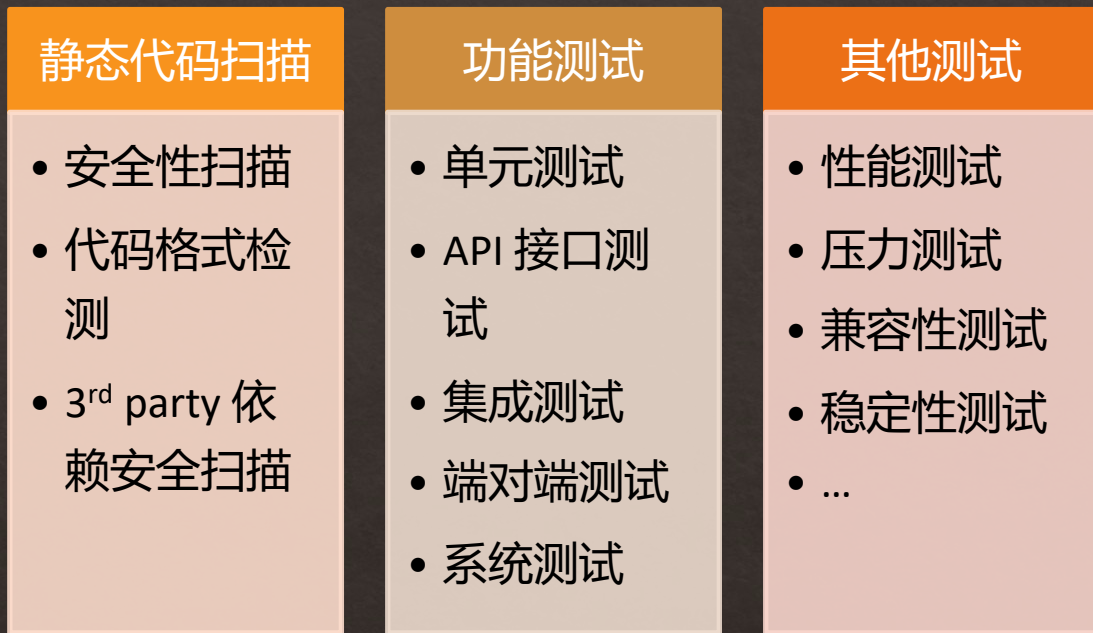 静态代码扫描
• 安全性扫描
• 代码格式检
测
• 3rd party 依
赖安全扫描
功能测试
• 单元测试
• API 接口测
试
• 集成测试
• 端对端测试
• 系统测试
其他测试
• 性能测试
• 压力测试
• 兼容性测试
• 稳定性测试
• ...